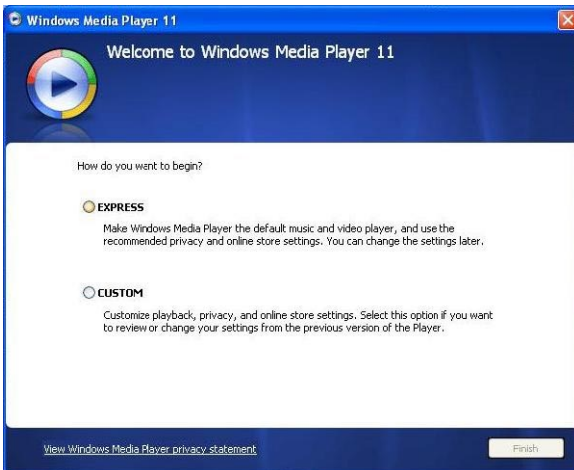 Windows Media Player 11
Welcome to Windows Media Player 11
How do you want to begin?
EXPRESS
Make Windows Media Player the default music and video player, and use the
recommended privacy and online store settings. You can change the settings later.
CUSTOM
Customize playback, privacy, and online store settings. Select this option if you want
to review or change your settings from the previous version of the Player.
View Windows Media Player privacy statement
Finish